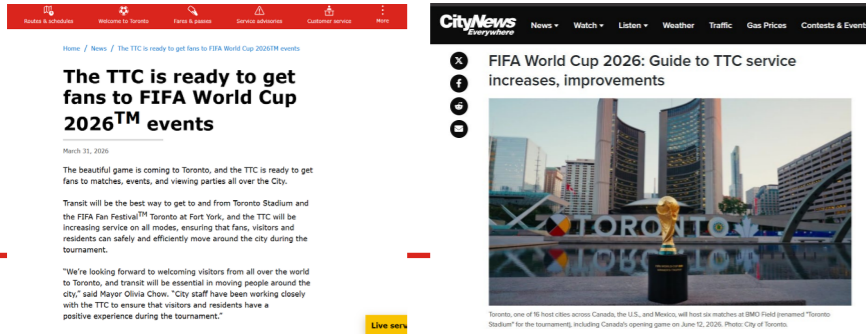 Routes & schedules
Welcome to Toronto
Fares & passes
Service advisories
Customer service
More
Home / News / The TTC is ready to get fans to FIFA World Cup 2026TM events
The TTC is ready to get
fans to FIFA World Cup
2026TM events
March 31, 2026
The beautiful game is coming to Toronto, and the TTC is ready to get
fans to matches, events, and viewing parties all over the City.
Transit will be the best way to get to and from Toronto Stadium and
the FIFA Fan FestivalTM Toronto at Fort York, and the TTC will be
increasing service on all modes, ensuring that fans, visitors and
residents can safely and efficiently move around the city during the
tournament.
"We're looking forward to welcoming visitors from all over the world
to Toronto, and transit will be essential in moving people around the
city," said Mayor Olivia Chow. "City staff have been working closely
with the TTC to ensure that visitors and residents have a
positive experience during the tournament."
Live serv
CityNews
Everywhere
News
Watch
Listen
Weather
Traffic
Gas Prices
Contests & Event
FIFA World Cup 2026: Guide to TTC service
increases, improvements
TORONTO
Toronto, one of 16 host cities across Canada, the U.S., and Mexico, will host six matches at BMO Field (renamed "Toronto
Stadium" for the tournament), including Canada's opening game on June 12, 2026. Photo: City of Toronto.